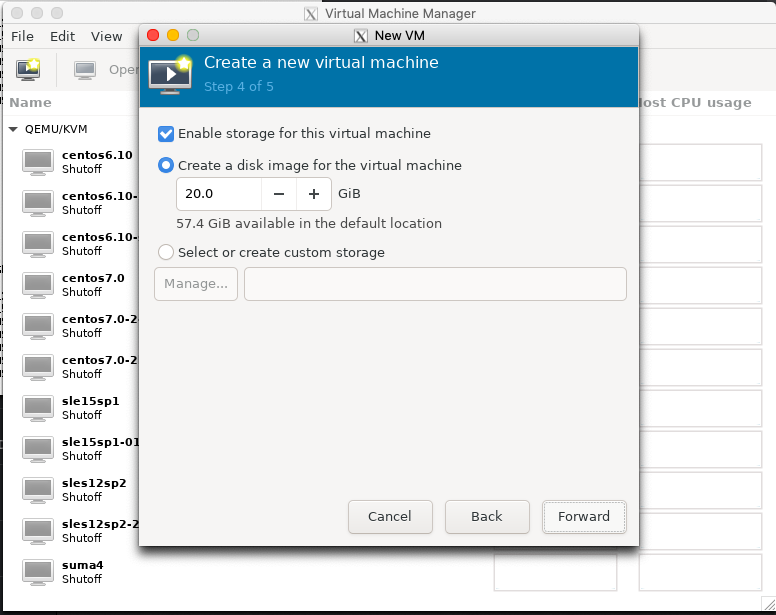 Virtual Machine Manager
File Edit View
New VM
Create a new virtual machine
Step 4 of 5
Name
Host CPU usage
QEMU/KVM
Enable storage for this virtual machine
Create a disk image for the virtual machine
20.0 − + GiB
57.4 GiB available in the default location
Select or create custom storage
Manage...
Cancel Back Forward
centos6.10
Shutoff
centos6.10-
Shutoff
centos6.10-
Shutoff
centos7.0
Shutoff
centos7.0-2
Shutoff
centos7.0-2
Shutoff
sle15sp1
Shutoff
sle15sp1-01
Shutoff
sles12sp2
Shutoff
sles12sp2-2
Shutoff
suma4
Shutoff